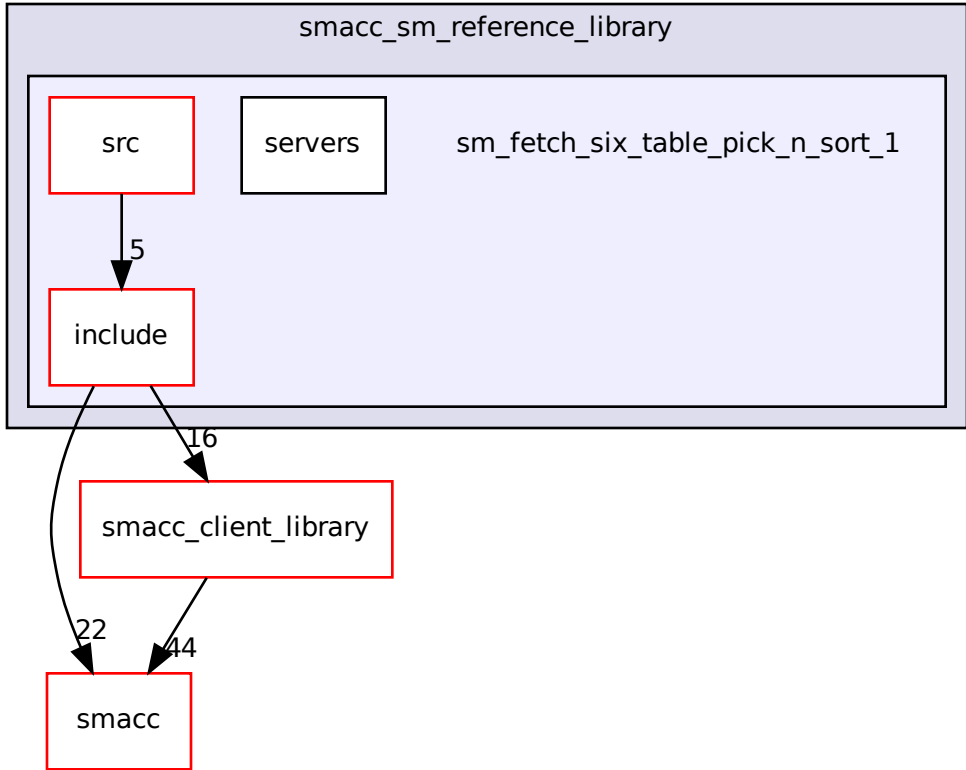 smacc_sm_reference_library
src
servers
sm_fetch_six_table_pick_n_sort_1
5
include
16
smacc_client_library
22
44
smacc